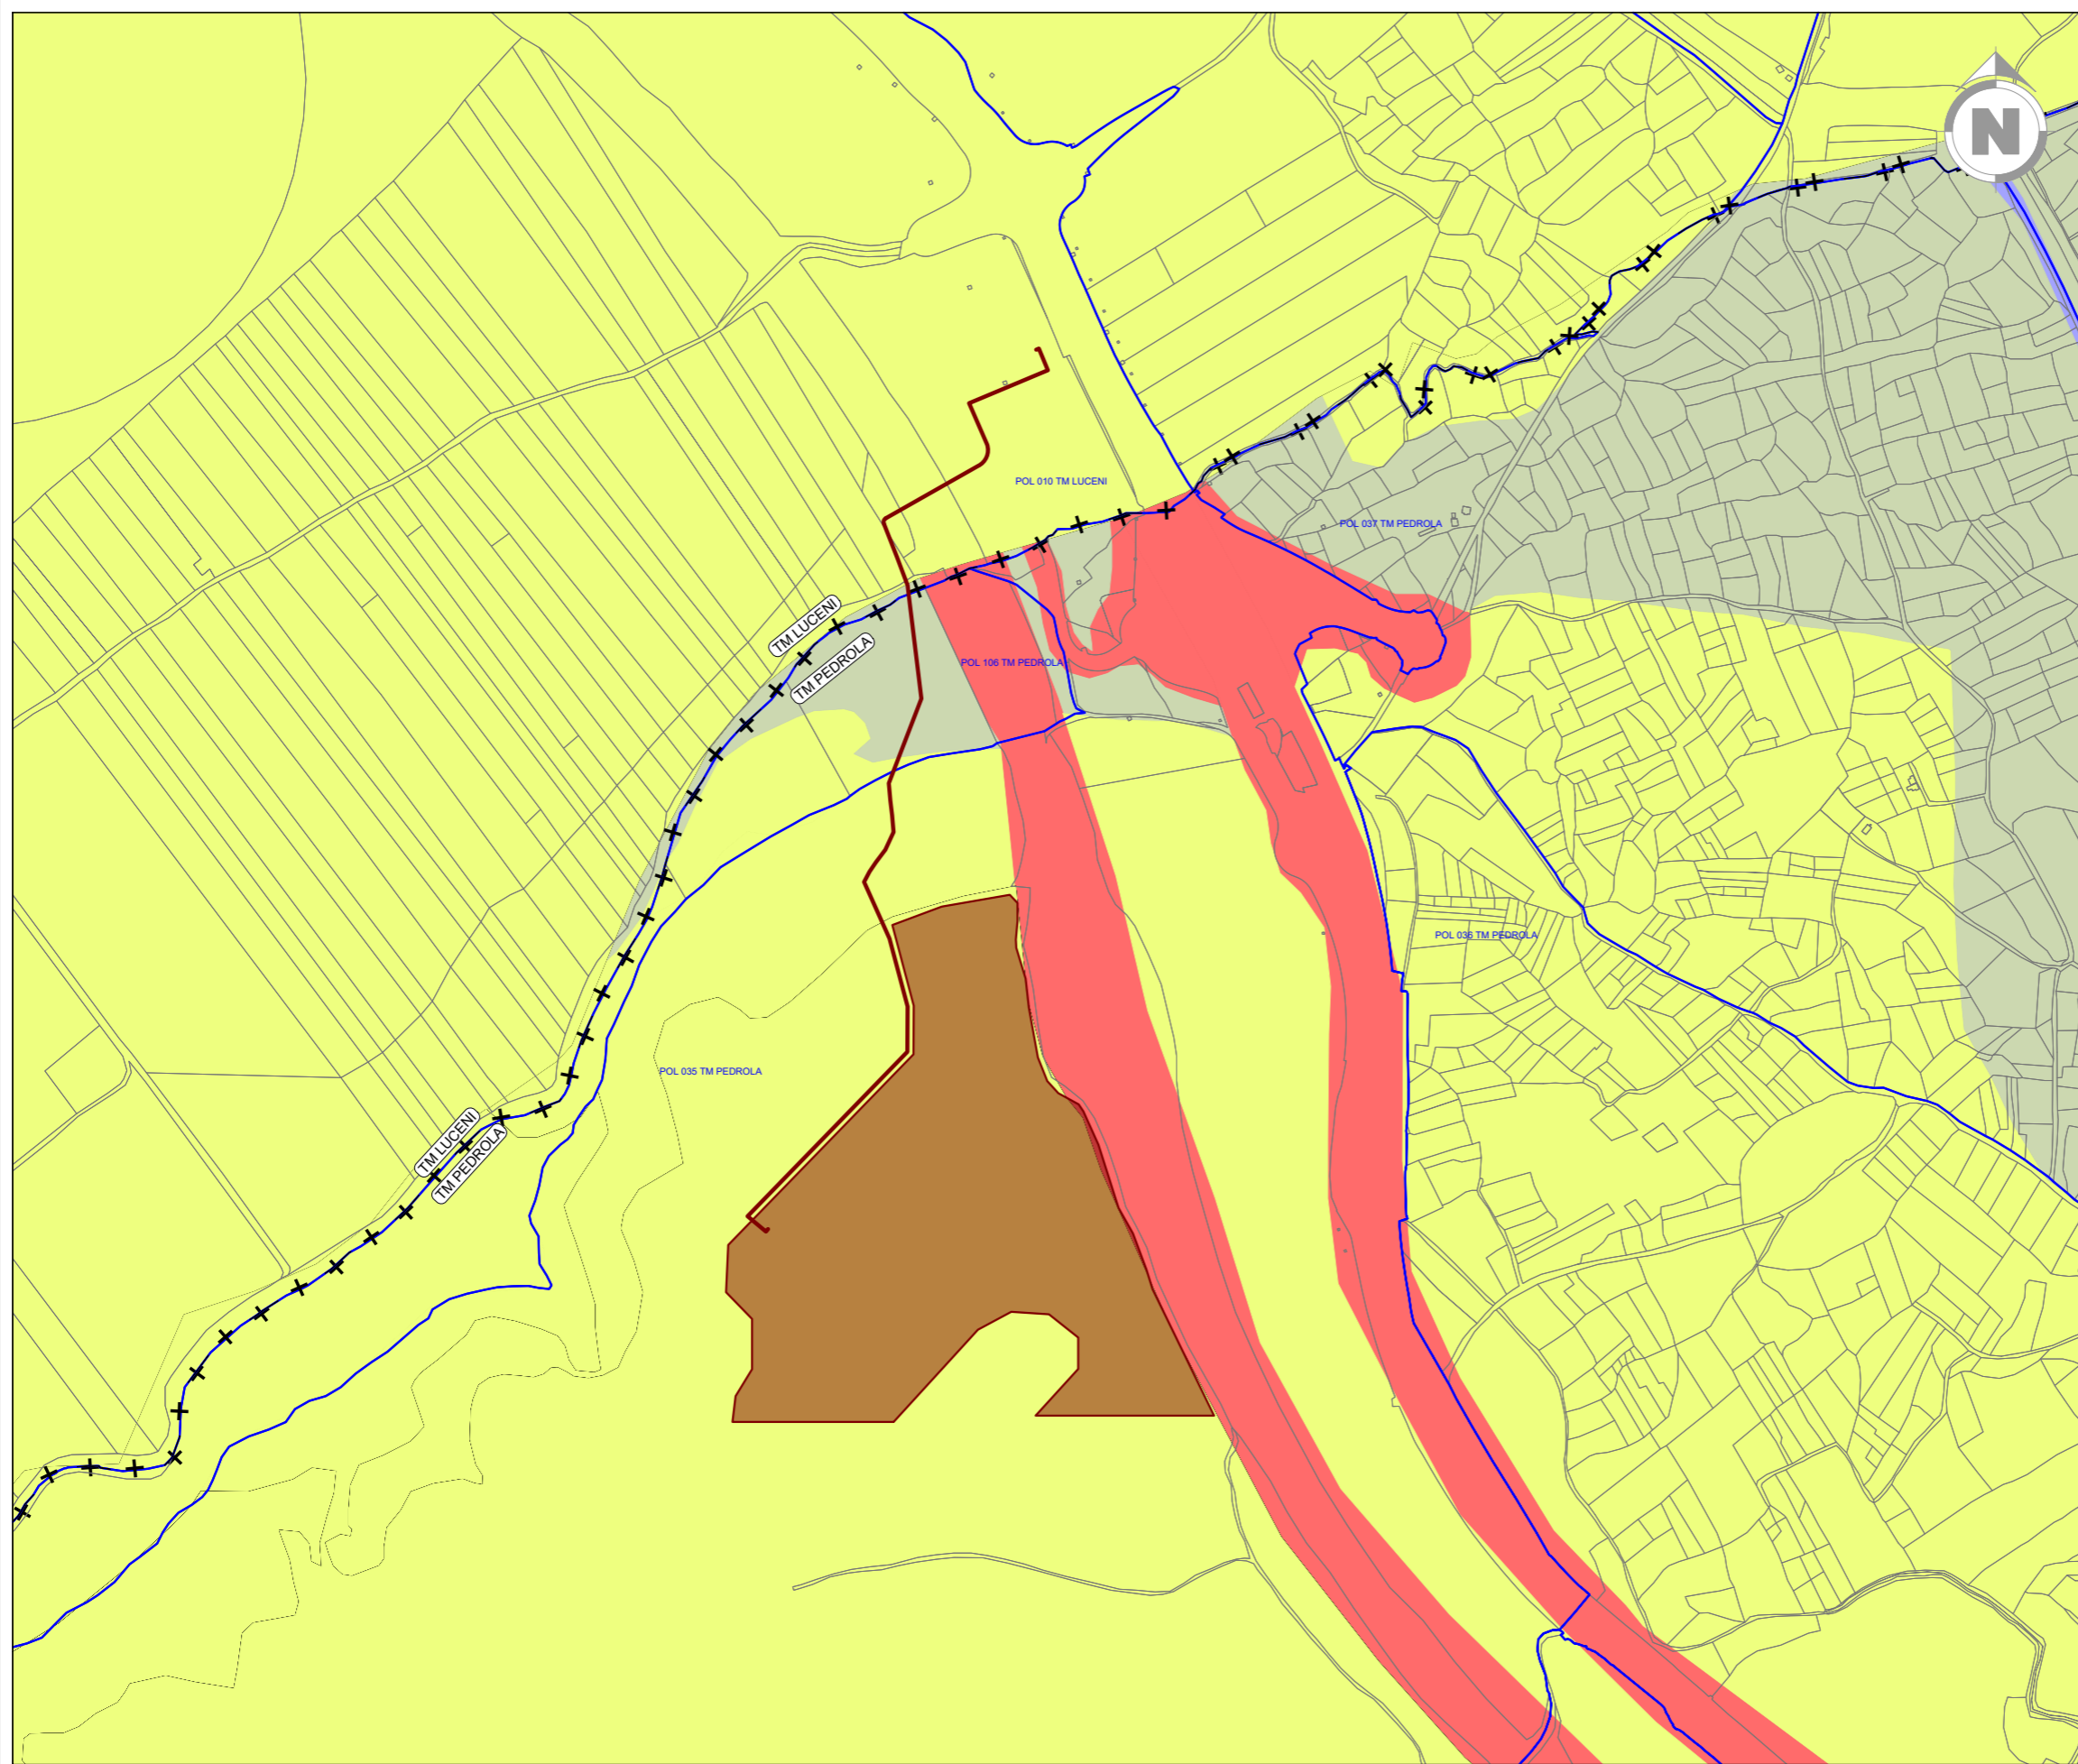 N
POL 010 TM LUCENI
POL 037 TM PEDROLA
TM LUCENI
TM PEDROLA
POL 106 TM PEDROLA
POL 036 TM PEDROLA
POL 035 TM PEDROLA
TM LUCENI
TM PEDROLA